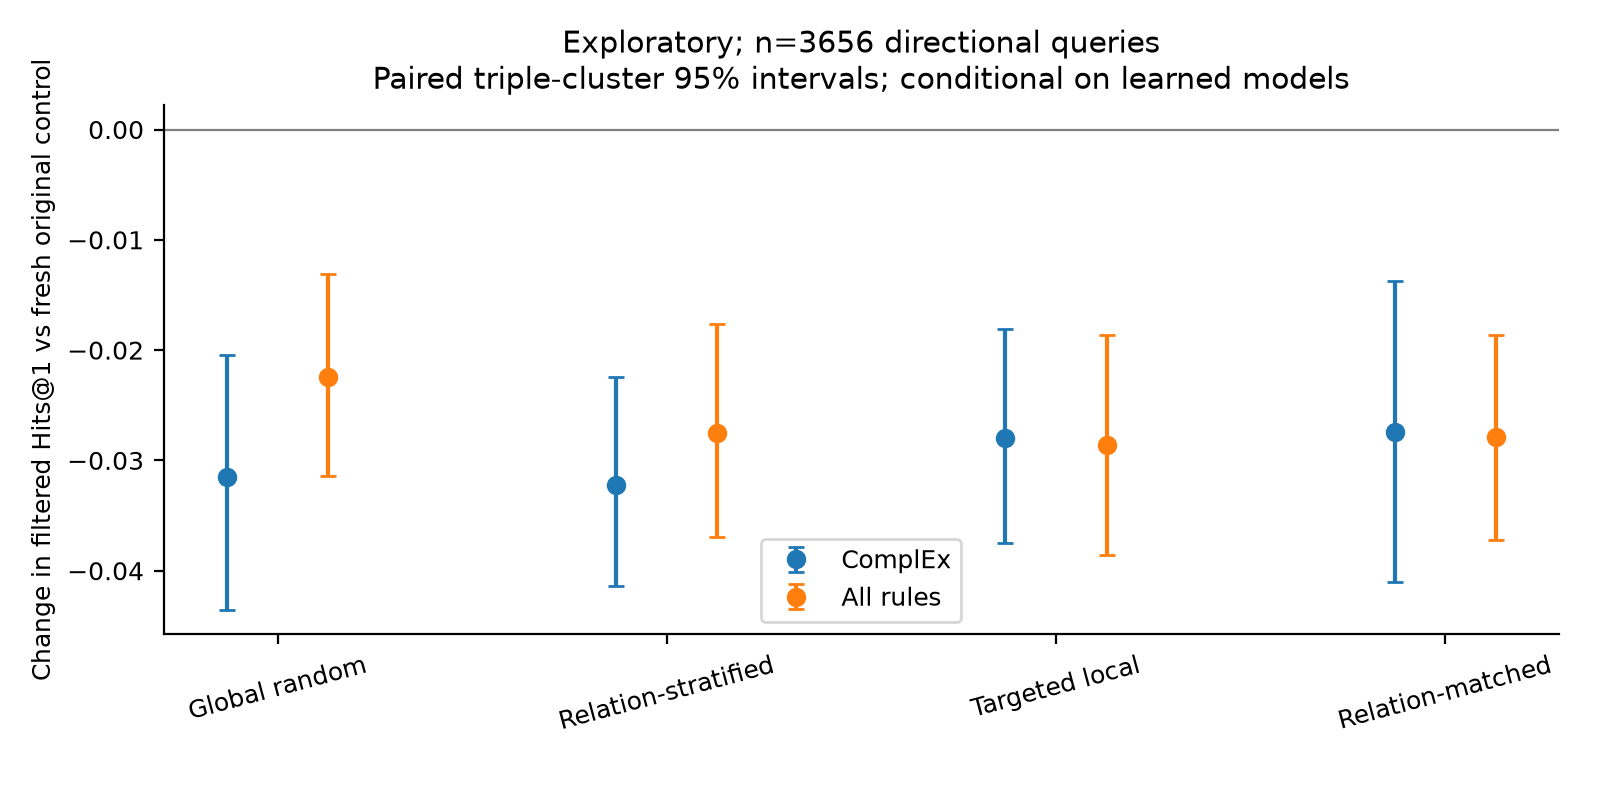 Exploratory; n=3656 directional queries
Paired triple-cluster 95% intervals; conditional on learned models
Change in filtered Hits@1 vs fresh original control
0.00
−0.01
−0.02
−0.03
−0.04
ComplEx
All rules
Global random
Relation-stratified
Targeted local
Relation-matched